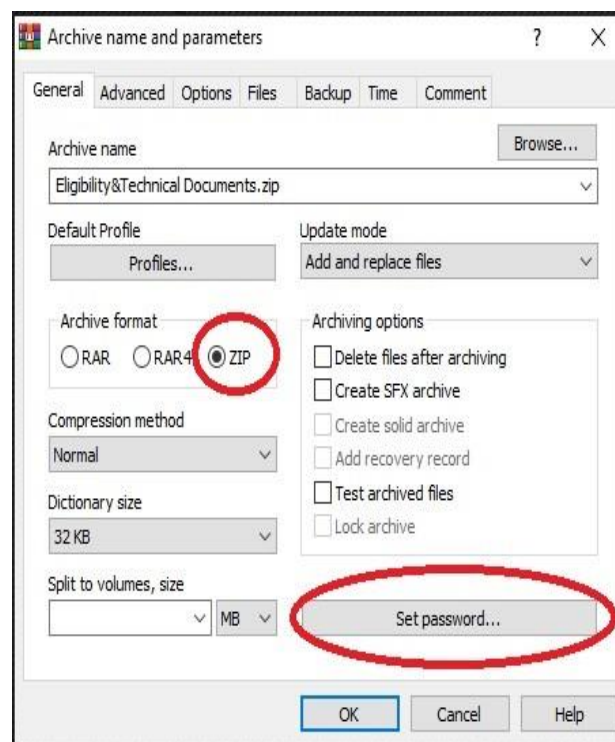 Archive name and parameters ? X
General Advanced Options Files Backup Time Comment
Archive name
Browse...
Eligibility&Technical Documents.zip
Default Profile
Profiles...
Update mode
Add and replace files
Archive format
RAR RAR4 ZIP
Compression method
Normal
Dictionary size
32 KB
Split to volumes, size
MB
Archiving options
Delete files after archiving
Create SFX archive
Create solid archive
Add recovery record
Test archived files
Lock archive
Set password...
OK Cancel Help